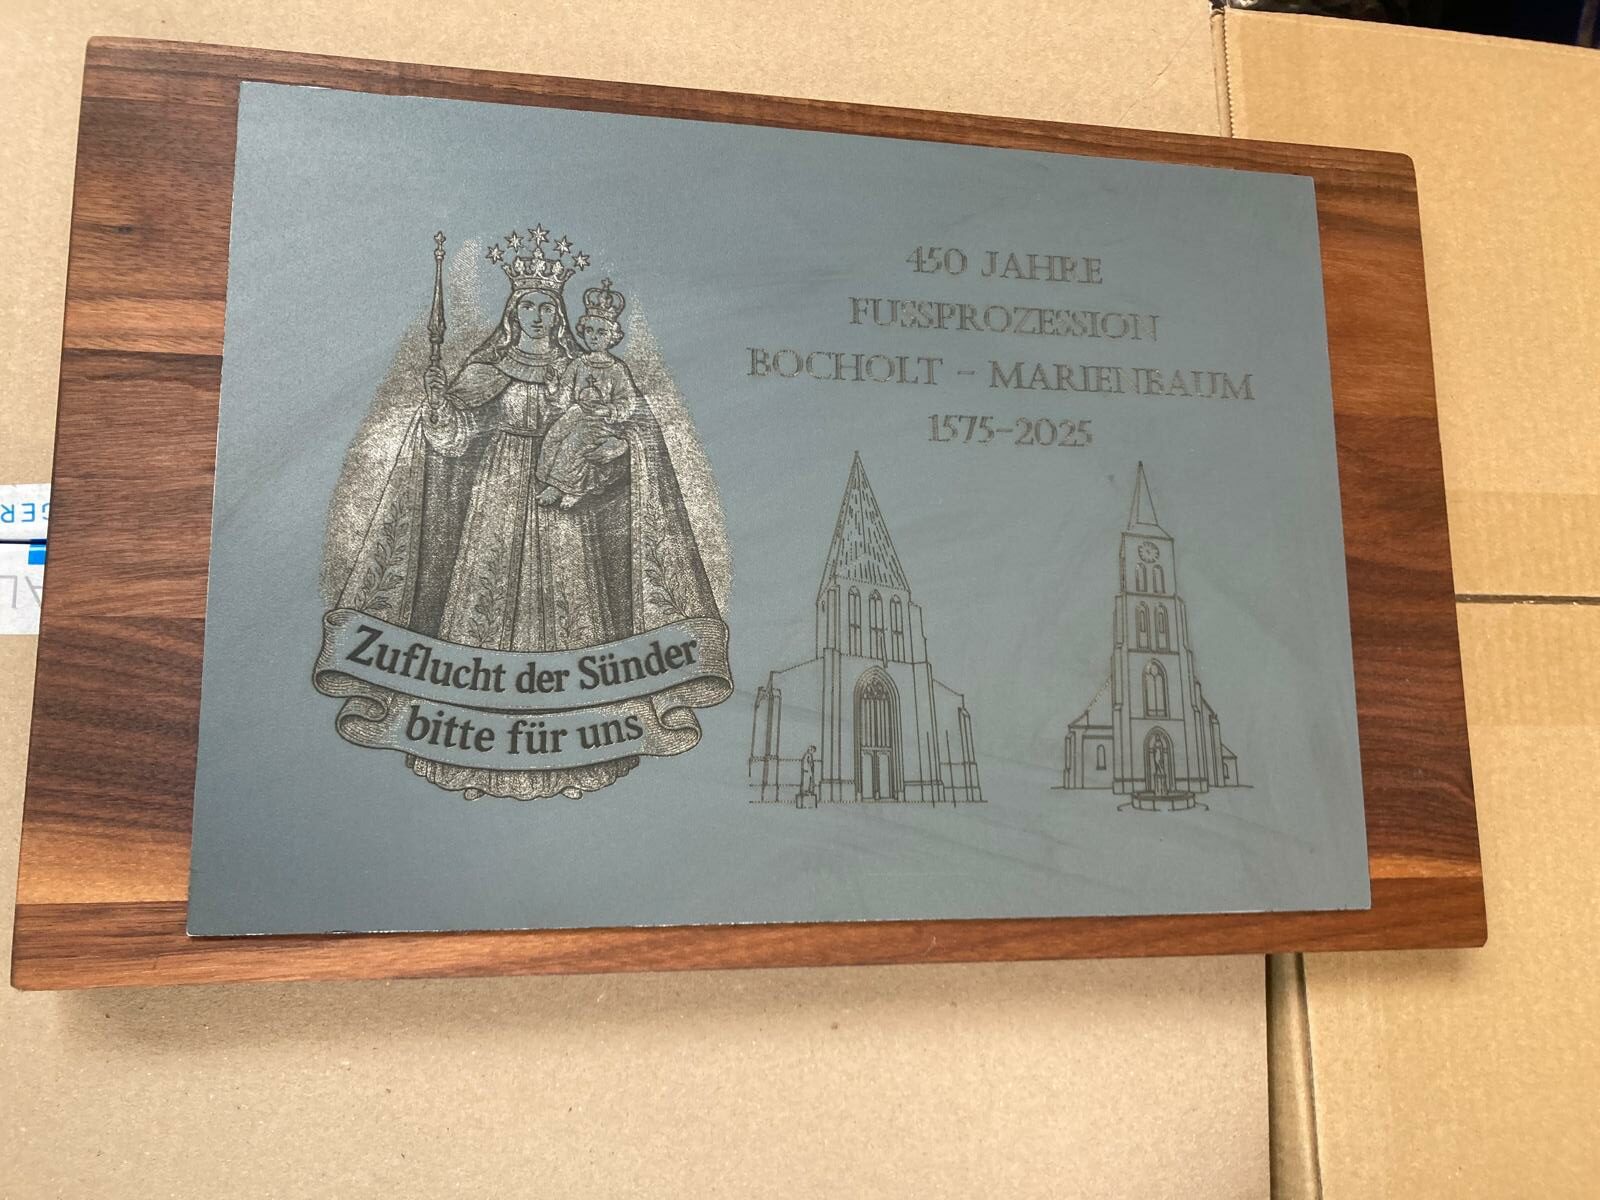 450 JAHRE
FUSSPROZESSION
BOCHOLT – MARIENBAUM
1575–2025
Zuflucht der Sünder
bitte für uns